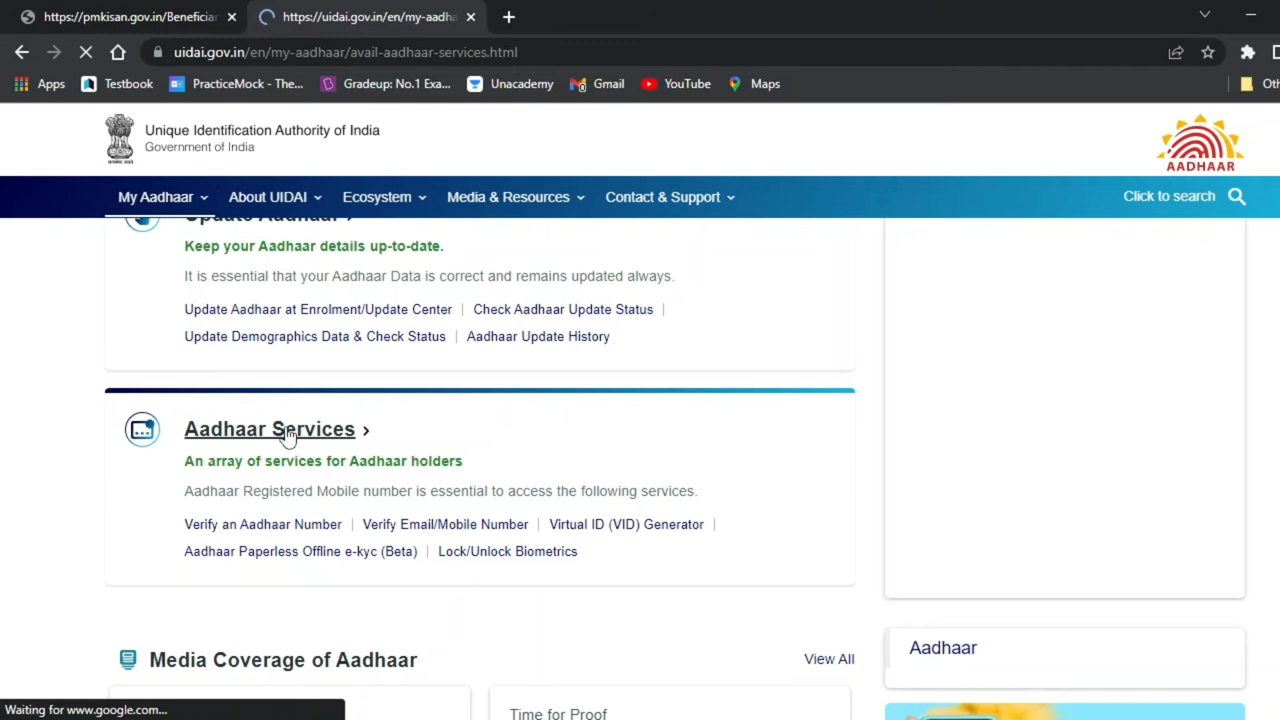 https://pmkisan.gov.in/Beneficiar
https://uidai.gov.in/en/my-aadha
uidai.gov.in/en/my-aadhaar/avail-aadhaar-services.html
Apps Testbook PracticeMock - The... Gradeup: No.1 Exa... Unacademy Gmail YouTube Maps Oth
Unique Identification Authority of India
Government of India
AADHAAR
My Aadhaar About UIDAI Ecosystem Media & Resources Contact & Support Click to search
Update Aadhaar
Keep your Aadhaar details up-to-date.
It is essential that your Aadhaar Data is correct and remains updated always.
Update Aadhaar at Enrolment/Update Center | Check Aadhaar Update Status |
Update Demographics Data & Check Status | Aadhaar Update History
Aadhaar Services ›
An array of services for Aadhaar holders
Aadhaar Registered Mobile number is essential to access the following services.
Verify an Aadhaar Number | Verify Email/Mobile Number | Virtual ID (VID) Generator |
Aadhaar Paperless Offline e-kyc (Beta) | Lock/Unlock Biometrics
Aadhaar
Media Coverage of Aadhaar View All
Time for Proof
Waiting for www.google.com...